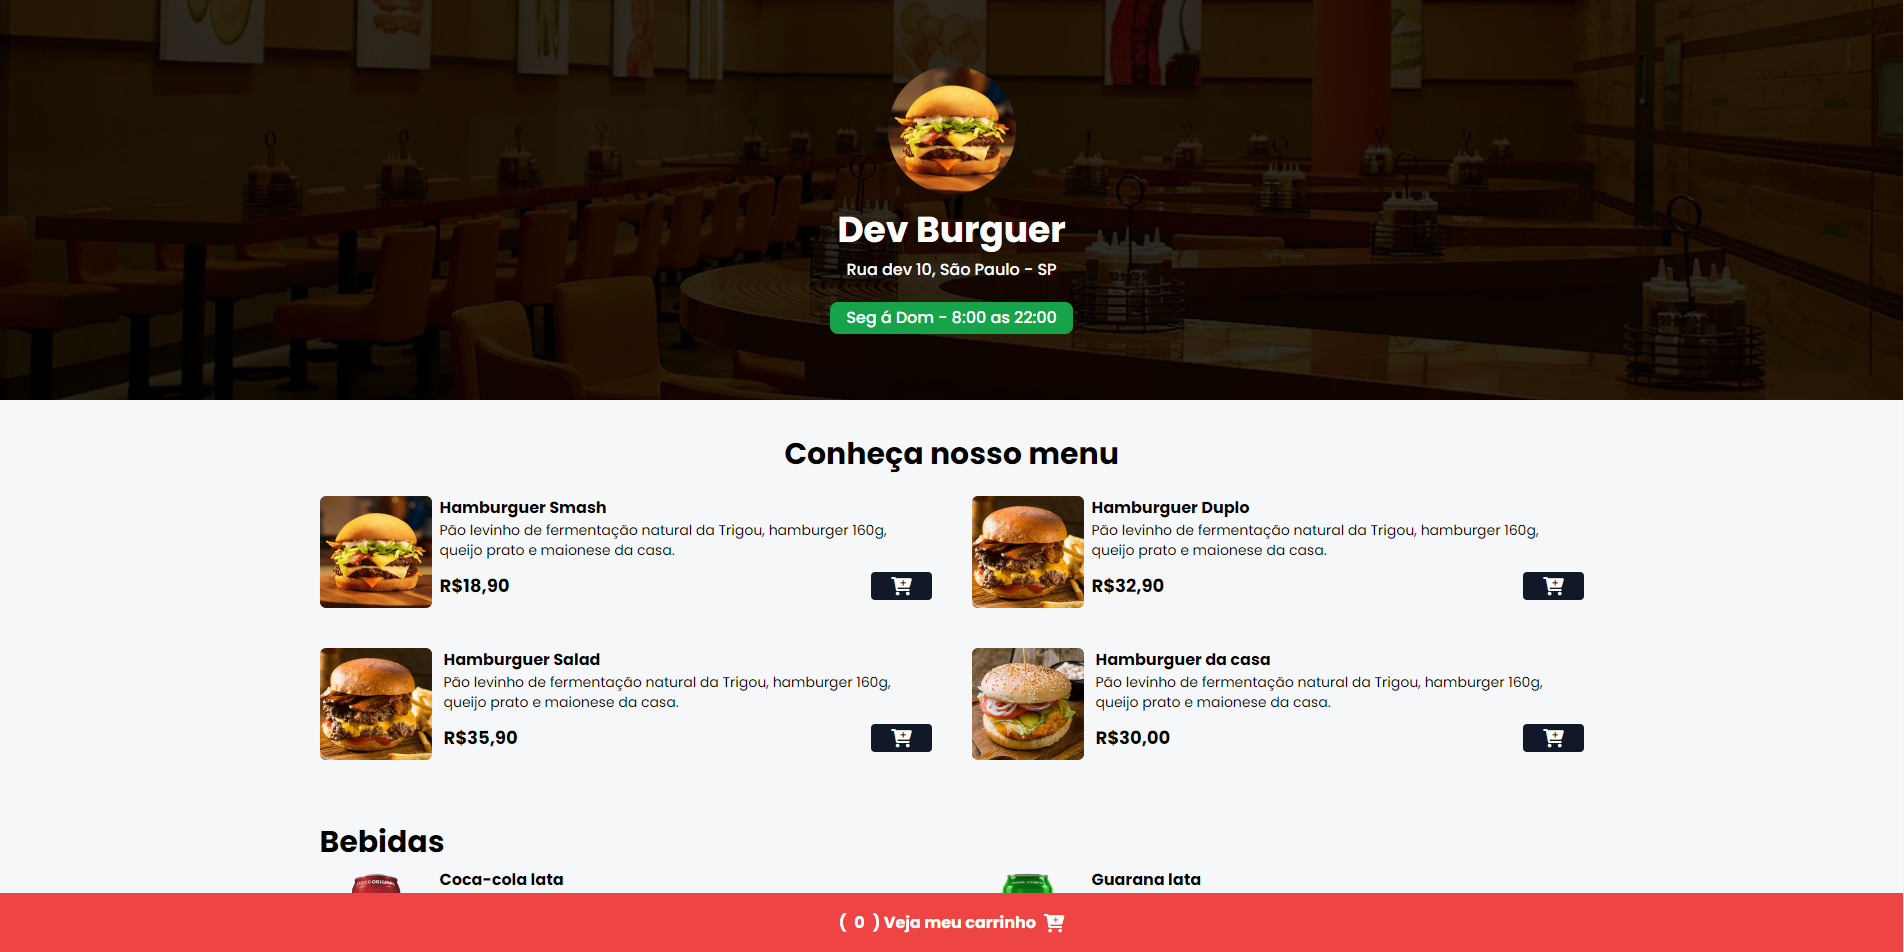 Dev Burguer
Rua dev 10, São Paulo - SP
Seg á Dom - 8:00 as 22:00
Conheça nosso menu
Hamburguer Smash
Pão levinho de fermentação natural da Trigou, hamburger 160g,
queijo prato e maionese da casa.
R$18,90
Hamburguer Duplo
Pão levinho de fermentação natural da Trigou, hamburger 160g,
queijo prato e maionese da casa.
R$32,90
Hamburguer Salad
Pão levinho de fermentação natural da Trigou, hamburger 160g,
queijo prato e maionese da casa.
R$35,90
Hamburguer da casa
Pão levinho de fermentação natural da Trigou, hamburger 160g,
queijo prato e maionese da casa.
R$30,00
Bebidas
Coca-cola lata
Guarana lata
( 0 ) Veja meu carrinho